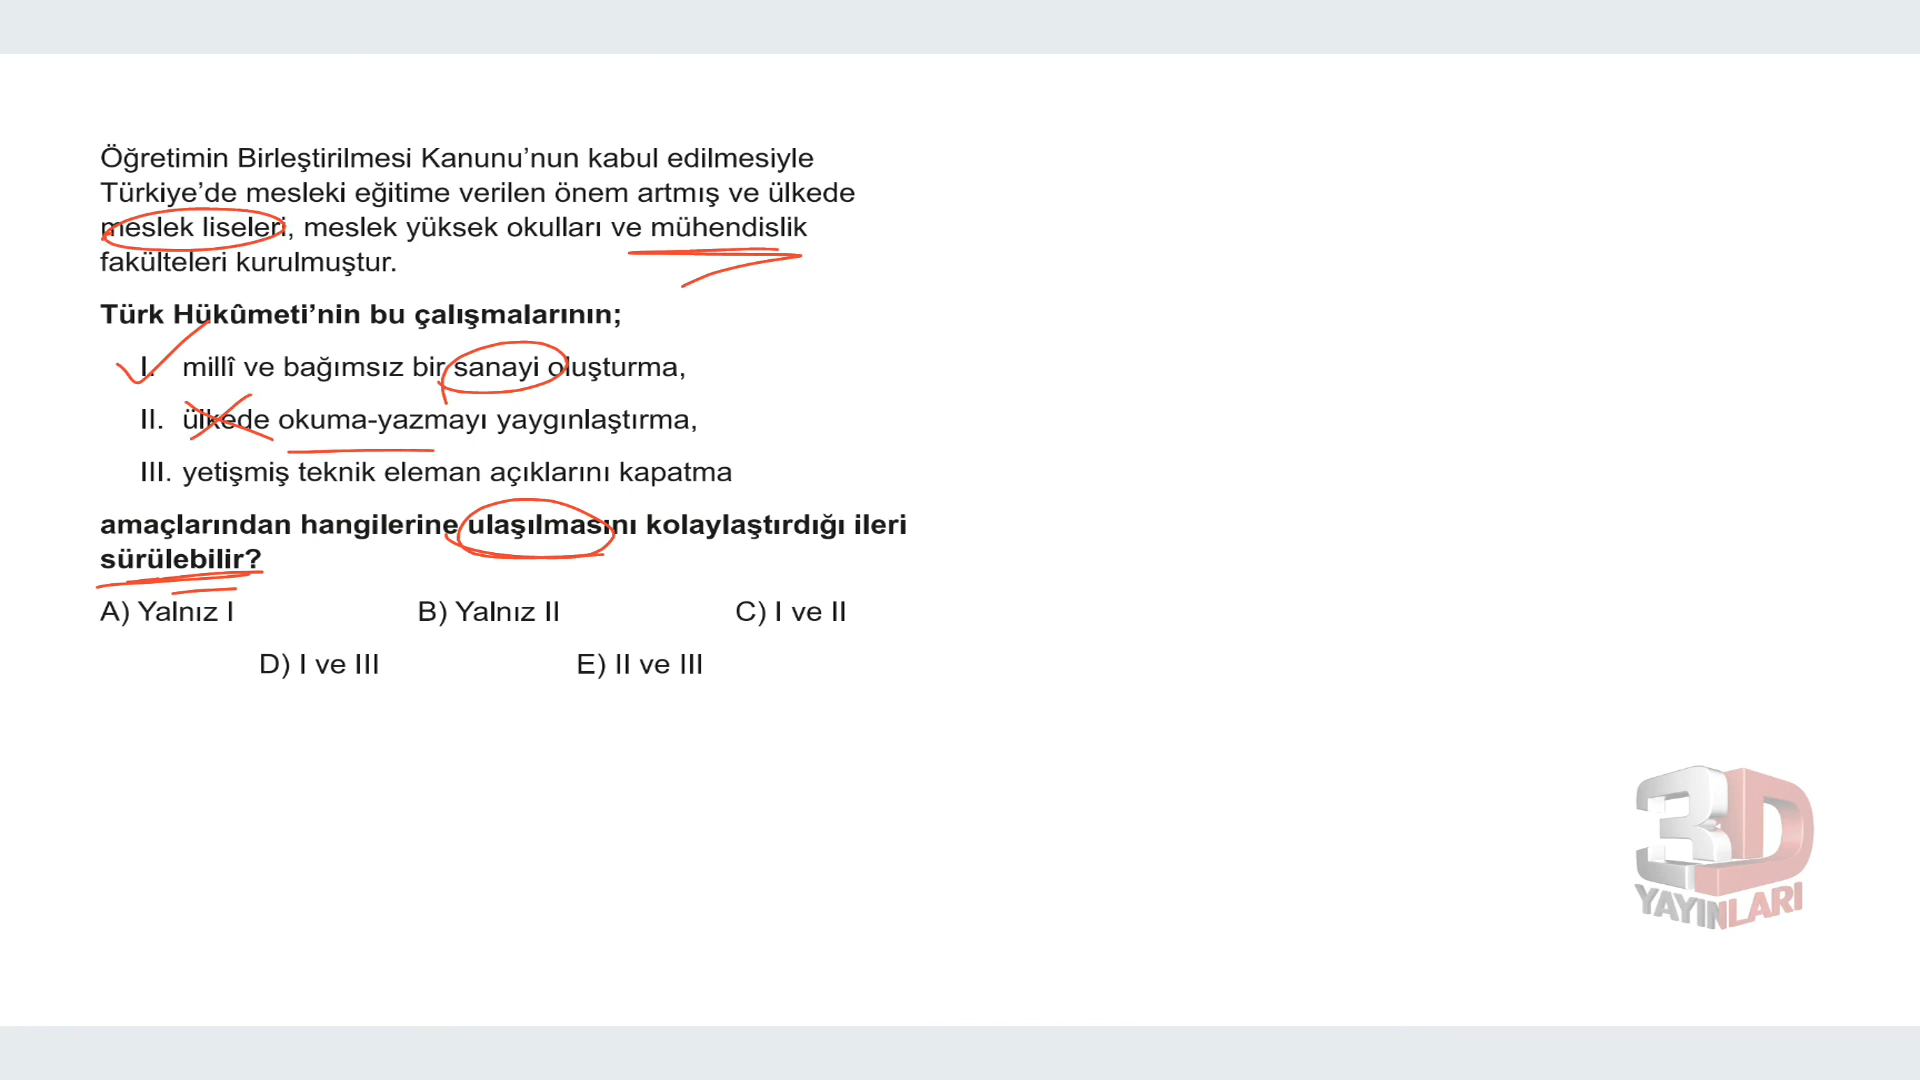 Öğretimin Birleştirilmesi Kanunu’nun kabul edilmesiyle
Türkiye’de mesleki eğitime verilen önem artmış ve ülkede
meslek liseleri, meslek yüksek okulları ve mühendislik
fakülteleri kurulmuştur.
Türk Hükûmeti’nin bu çalışmalarının;
I. millî ve bağımsız bir sanayi oluşturma,
II. ülkede okuma-yazmayı yaygınlaştırma,
III. yetişmiş teknik eleman açıklarını kapatma
amaçlarından hangilerine ulaşılmasını kolaylaştırdığı ileri
sürülebilir?
A) Yalnız I B) Yalnız II C) I ve II
D) I ve III E) II ve III
3D
YAYINLARI